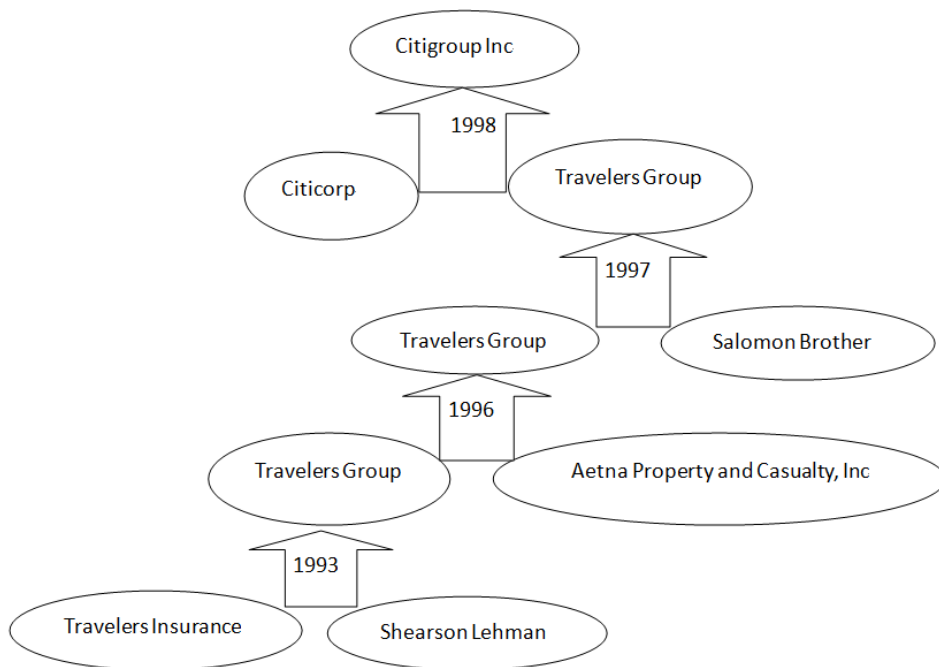 Citigroup Inc
1998
Citicorp
Travelers Group
1997
Travelers Group
Salomon Brother
1996
Travelers Group
Aetna Property and Casualty, Inc
1993
Travelers Insurance
Shearson Lehman